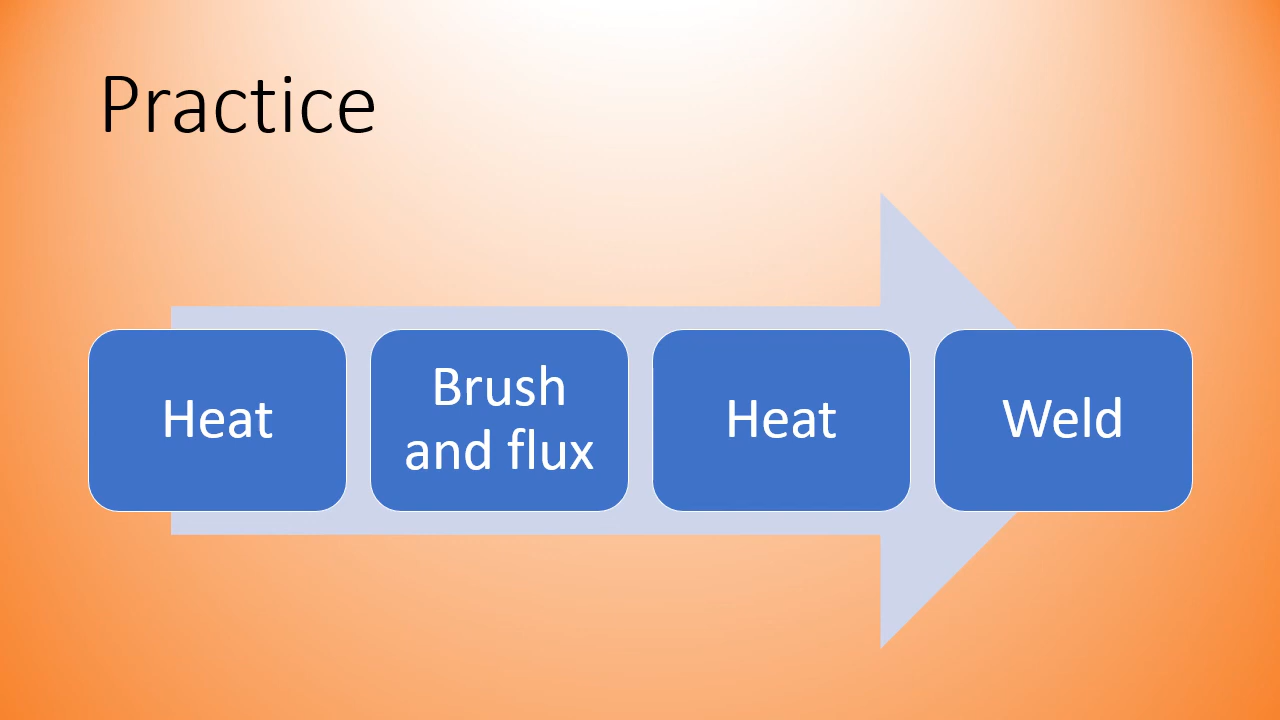 Practice
Heat
Brush
and flux
Heat
Weld